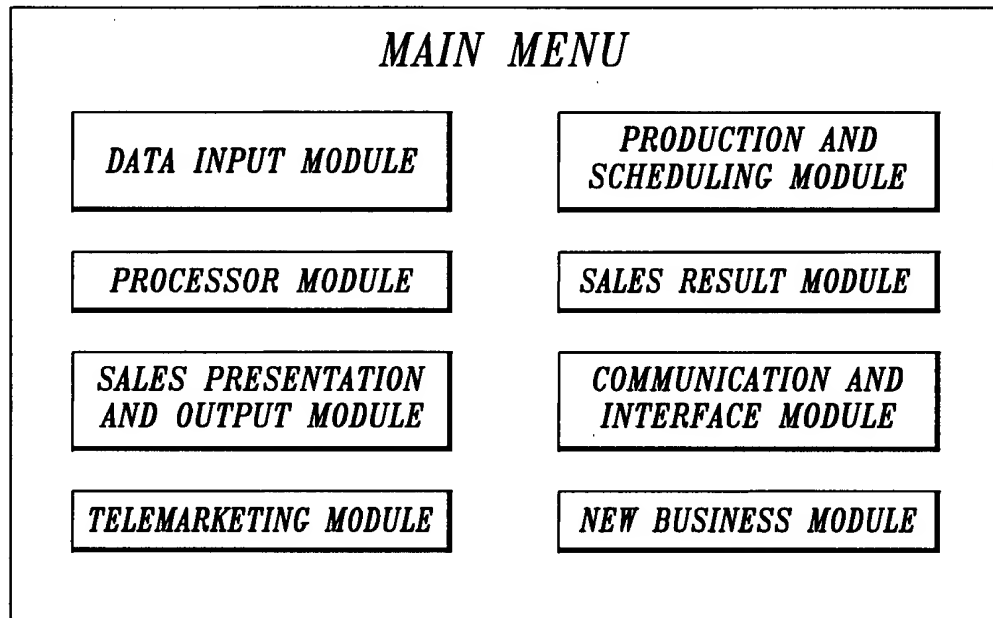 MAIN MENU
DATA INPUT MODULE
PRODUCTION AND
SCHEDULING MODULE
PROCESSOR MODULE
SALES RESULT MODULE
SALES PRESENTATION
AND OUTPUT MODULE
COMMUNICATION AND
INTERFACE MODULE
TELEMARKETING MODULE
NEW BUSINESS MODULE